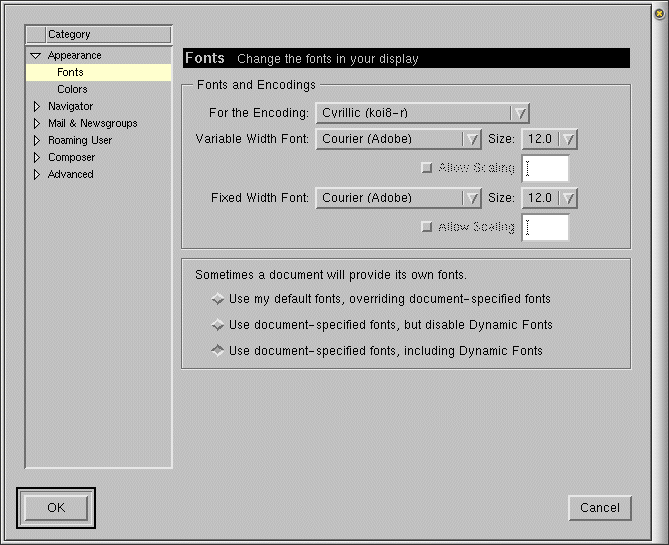 Category
Appearance
Fonts
Colors
Navigator
Mail & Newsgroups
Roaming User
Composer
Advanced
Fonts Change the fonts in your display
Fonts and Encodings
For the Encoding: Cyrillic (koi8-r)
Variable Width Font: Courier (Adobe) Size: 12.0
Allow Scaling
Fixed Width Font: Courier (Adobe) Size: 12.0
Allow Scaling
Sometimes a document will provide its own fonts.
Use my default fonts, overriding document-specified fonts
Use document-specified fonts, but disable Dynamic Fonts
Use document-specified fonts, including Dynamic Fonts
OK Cancel